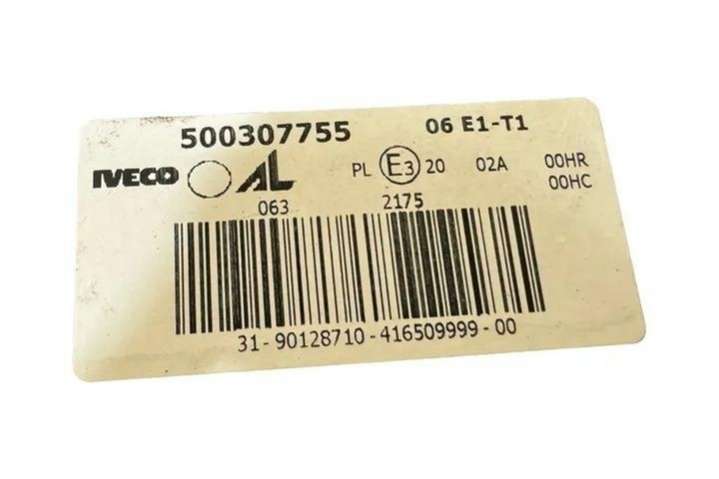 500307755 06 E1-T1
IVECO AL PL E3 20 02A 00HR
00HC
063 2175
31-90128710-416509999-00